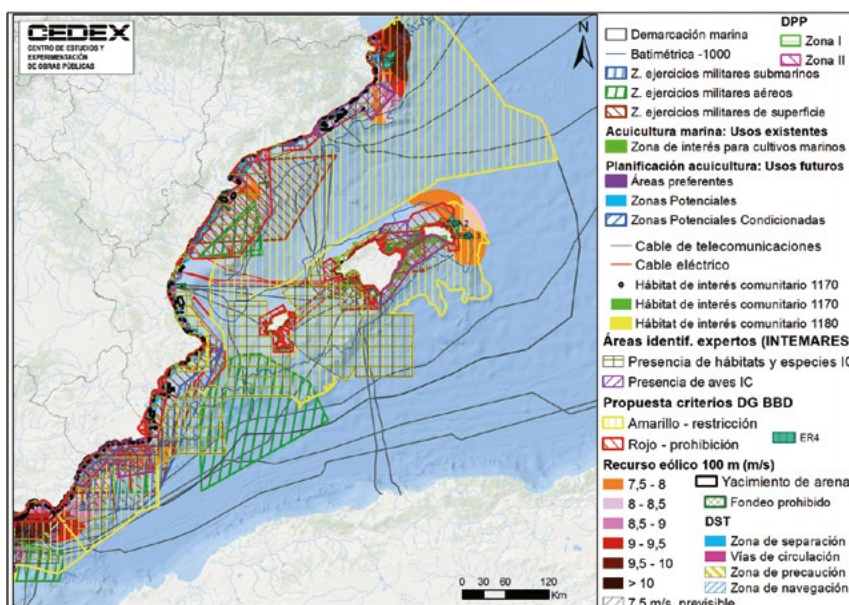 CEDEX
CENTRO DE ESTUDIOS Y
EXPERIMENTACIÓN
DE OBRAS PÚBLICAS
N
0 30 60 120
Km
Demarcación marina
Batimétrica -1000
Z. ejercicios militares submarinos
Z. ejercicios militares aéreos
Z. ejercicios militares de superficie
DPP
Zona I
Zona II
Acuicultura marina: Usos existentes
Zona de interés para cultivos marinos
Planificación acuicultura: Usos futuros
Áreas preferentes
Zonas Potenciales
Zonas Potenciales Condicionadas
Cable de telecomunicaciones
Cable eléctrico
Hábitat de interés comunitario 1170
Hábitat de interés comunitario 1170
Hábitat de interés comunitario 1180
Áreas identif. expertos (INTEMARES)
Presencia de hábitats y especies IC
Presencia de aves IC
Propuesta criterios DG BBD
Amarillo - restricción
Rojo - prohibición
ER4
Recurso eólico 100 m (m/s)
7,5 - 8
8 - 8,5
8,5 - 9
9 - 9,5
9,5 - 10
> 10
7,5 m/s, previsible
Yacimiento de arena
Fondeo prohibido
DST
Zona de separación
Vías de circulación
Zona de precaución
Zona de navegación